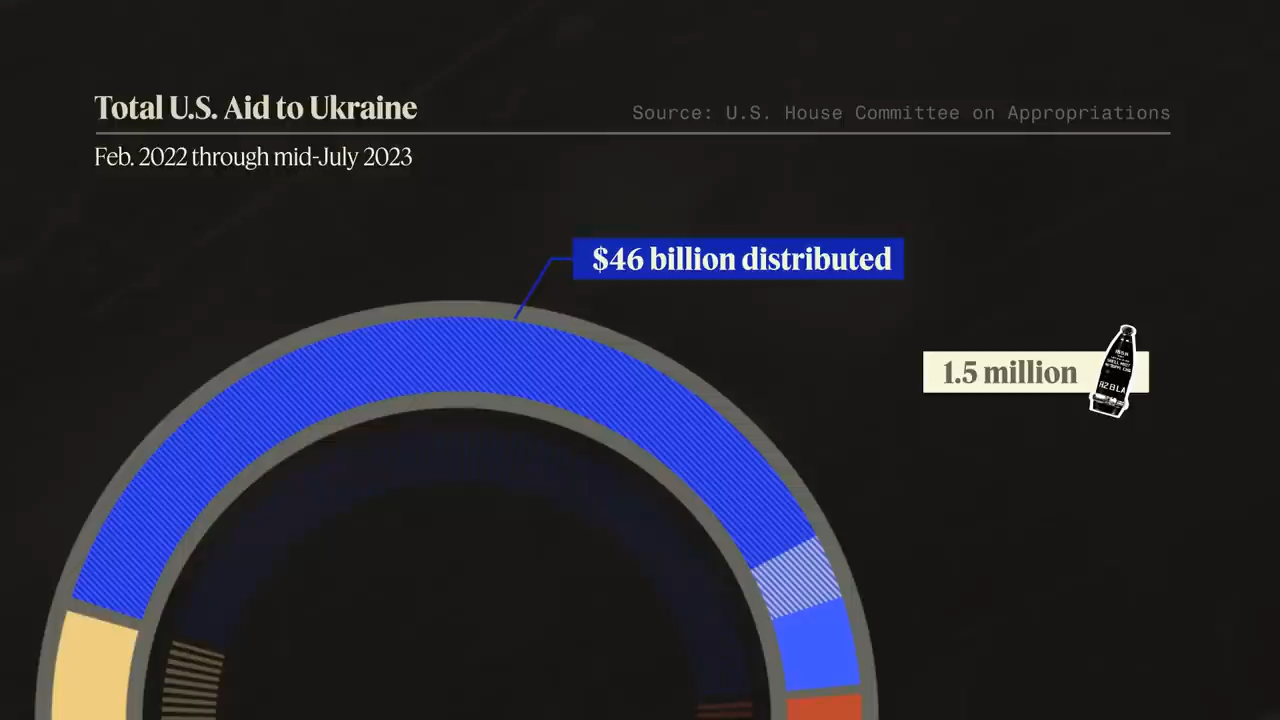 Total U.S. Aid to Ukraine
Source: U.S. House Committee on Appropriations
Feb. 2022 through mid-July 2023
$46 billion distributed
1.5 million